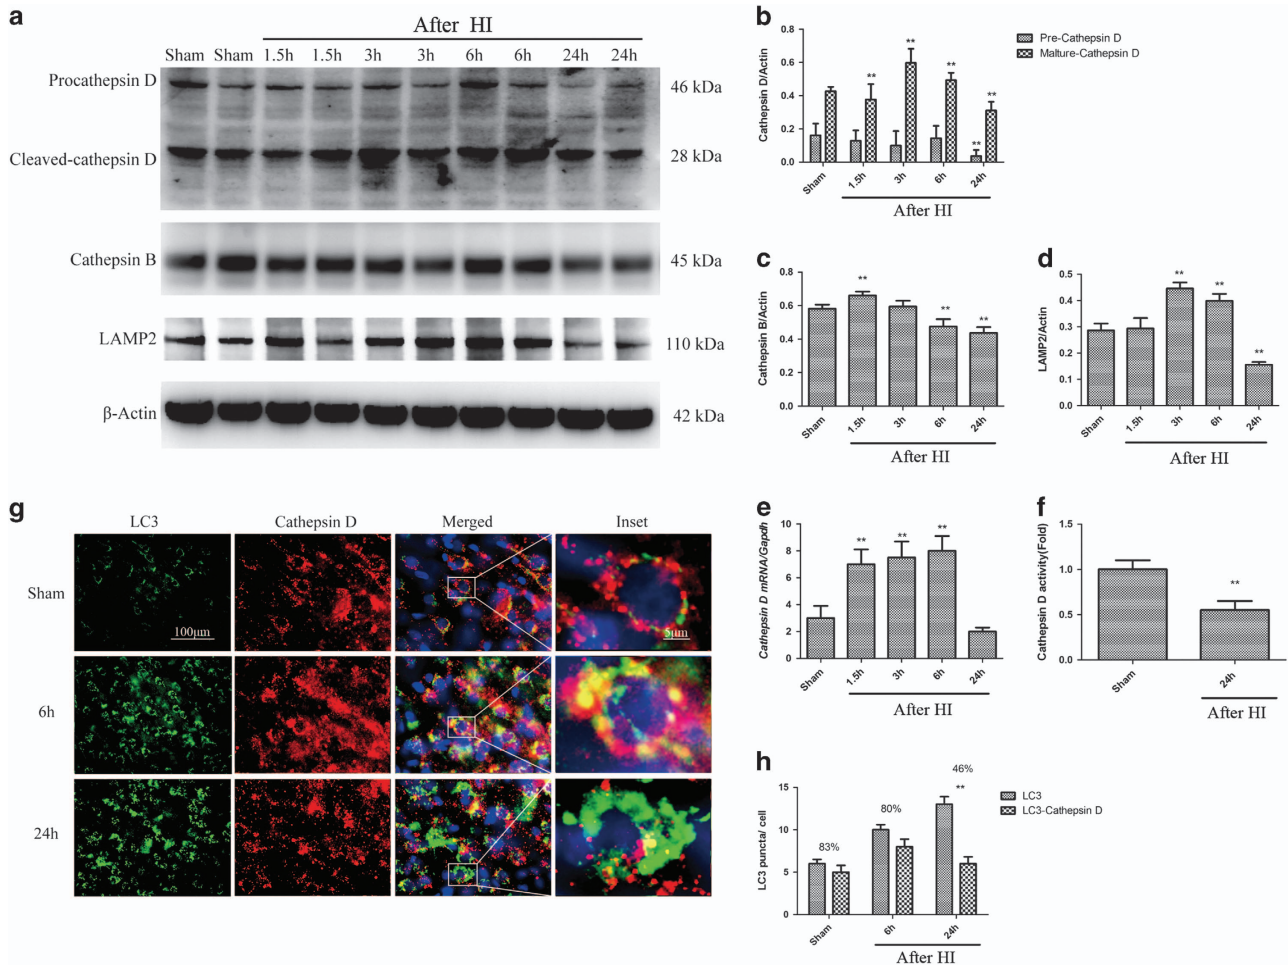 a
After HI
Sham Sham 1.5h 1.5h 3h 3h 6h 6h 24h 24h
Procathepsin D
46 kDa
Cleaved-cathepsin D
28 kDa
Cathepsin B
45 kDa
LAMP2
110 kDa
β-Actin
42 kDa
b
Cathepsin D/Actin
0.8
0.6
0.4
0.2
0.0
** ** ** ** **
Pre-Cathepsin D
Malture-Cathepsin D
Sham 1.5h 3h 6h 24h
After HI
c
Cathepsin B/Actin
0.8
0.6
0.4
0.2
0.0
** ** **
Sham 1.5h 3h 6h 24h
After HI
d
LAMP2/Actin
0.5
0.4
0.3
0.2
0.1
0.0
** ** **
Sham 1.5h 3h 6h 24h
After HI
e
Cathepsin D mRNA/Gapdh
10
8
6
4
2
0
** ** **
Sham 1.5h 3h 6h 24h
After HI
f
Cathepsin D activity(Fold)
1.5
1.0
0.5
0.0
**
Sham 24h
After HI
g
LC3 Cathepsin D Merged Inset
Sham
100μm
5μm
6h
24h
h
LC3 puncta/ cell
15
10
5
0
83%
80%
46%
**
LC3
LC3-Cathepsin D
Sham 6h 24h
After HI